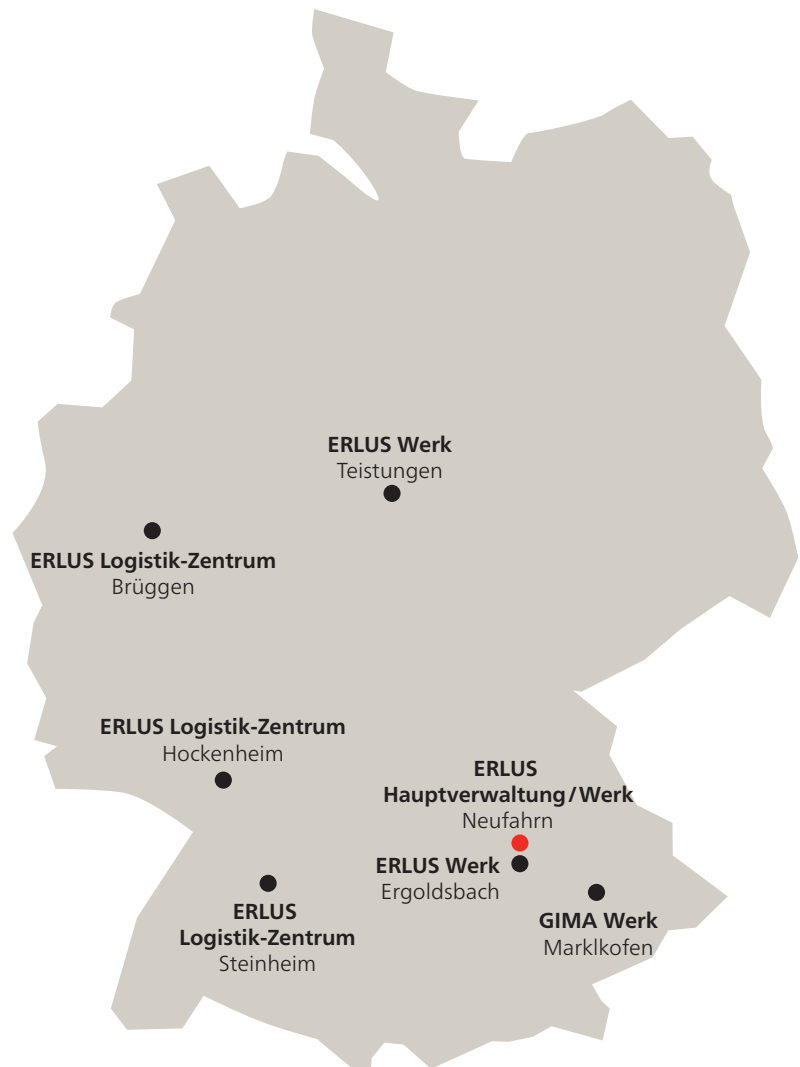 ERLUS Werk
Teistungen
ERLUS Logistik-Zentrum
Brüggen
ERLUS Logistik-Zentrum
Hockenheim
ERLUS
Hauptverwaltung/Werk
Neufahrn
ERLUS Werk
Ergoldsbach
ERLUS
Logistik-Zentrum
Steinheim
GIMA Werk
Marklkofen